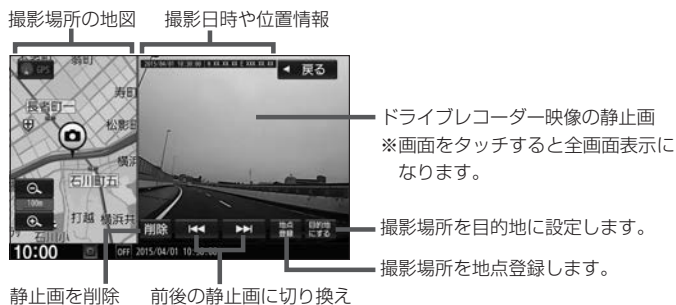 撮影場所の地図
撮影日時や位置情報
GPS
2015/04/01 10:30:00
戻る
寿町
長者町一
松影
石川町五
100m
打越
横浜共
削除
地点登録
目的地にする
10:00
OFF
2015/04/01
ドライブレコーダー映像の静止画
※画面をタッチすると全画面表示に
なります。
撮影場所を目的地に設定します。
撮影場所を地点登録します。
静止画を削除
前後の静止画に切り換え